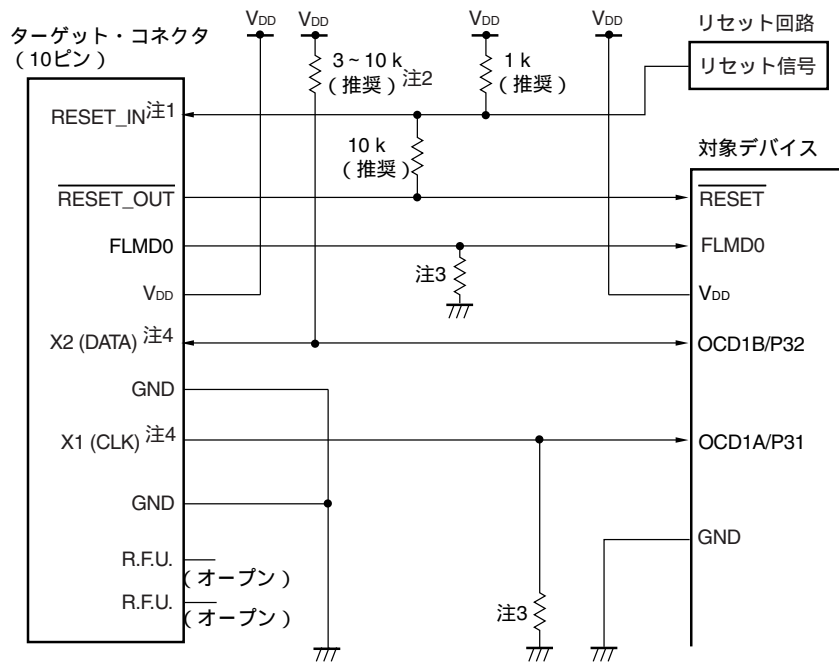 VDD VDD VDD VDD
ターゲット・コネクタ
(10ピン)
リセット回路
リセット信号
3~10 k
(推奨)注2
1 k
(推奨)
RESET_IN注1
10 k
(推奨)
対象デバイス
RESET_OUT
RESET
FLMD0
FLMD0
注3
VDD
VDD
X2 (DATA) 注4
OCD1B/P32
GND
X1 (CLK) 注4
OCD1A/P31
GND
GND
R.F.U.
(オープン)
R.F.U.
(オープン)
注3